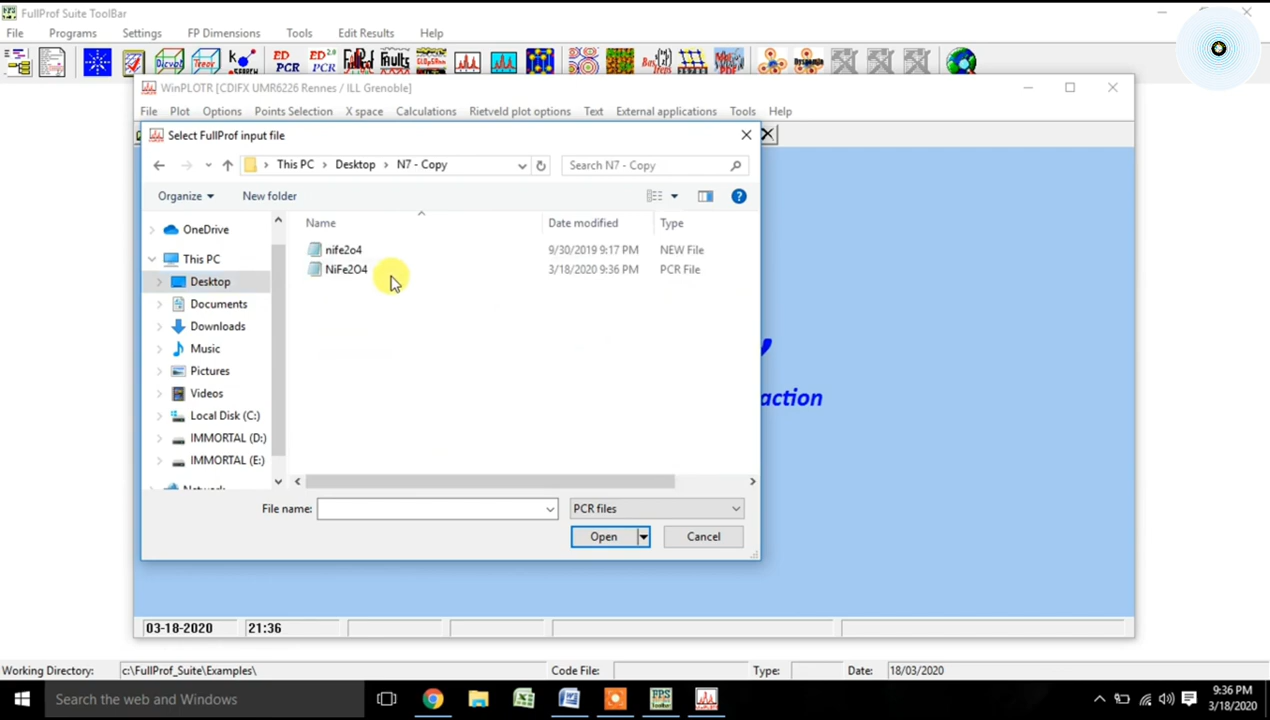 FullProf Suite ToolBar
File Programs Settings FP Dimensions Tools Edit Results Help
ED PCR ED 2.0 PCR
WinPLOTR [CDIFX UMR6226 Rennes / ILL Grenoble]
File Plot Options Points Selection X space Calculations Rietveld plot options Text External applications Tools Help
Select FullProf input file
This PC Desktop N7 - Copy Search N7 - Copy
Organize New folder
Name Date modified Type
OneDrive
nife2o4 9/30/2019 9:17 PM NEW File
This PC
NiFe2O4 3/18/2020 9:36 PM PCR File
Desktop
Documents
Downloads
Music
Pictures
Videos
action
Local Disk (C:)
IMMORTAL (D:)
IMMORTAL (E:)
File name: PCR files
Open Cancel
03-18-2020 21:36
Working Directory: c:\FullProf_Suite\Examples\ Code File: Type: Date: 18/03/2020
Search the web and Windows
9:36 PM
3/18/2020